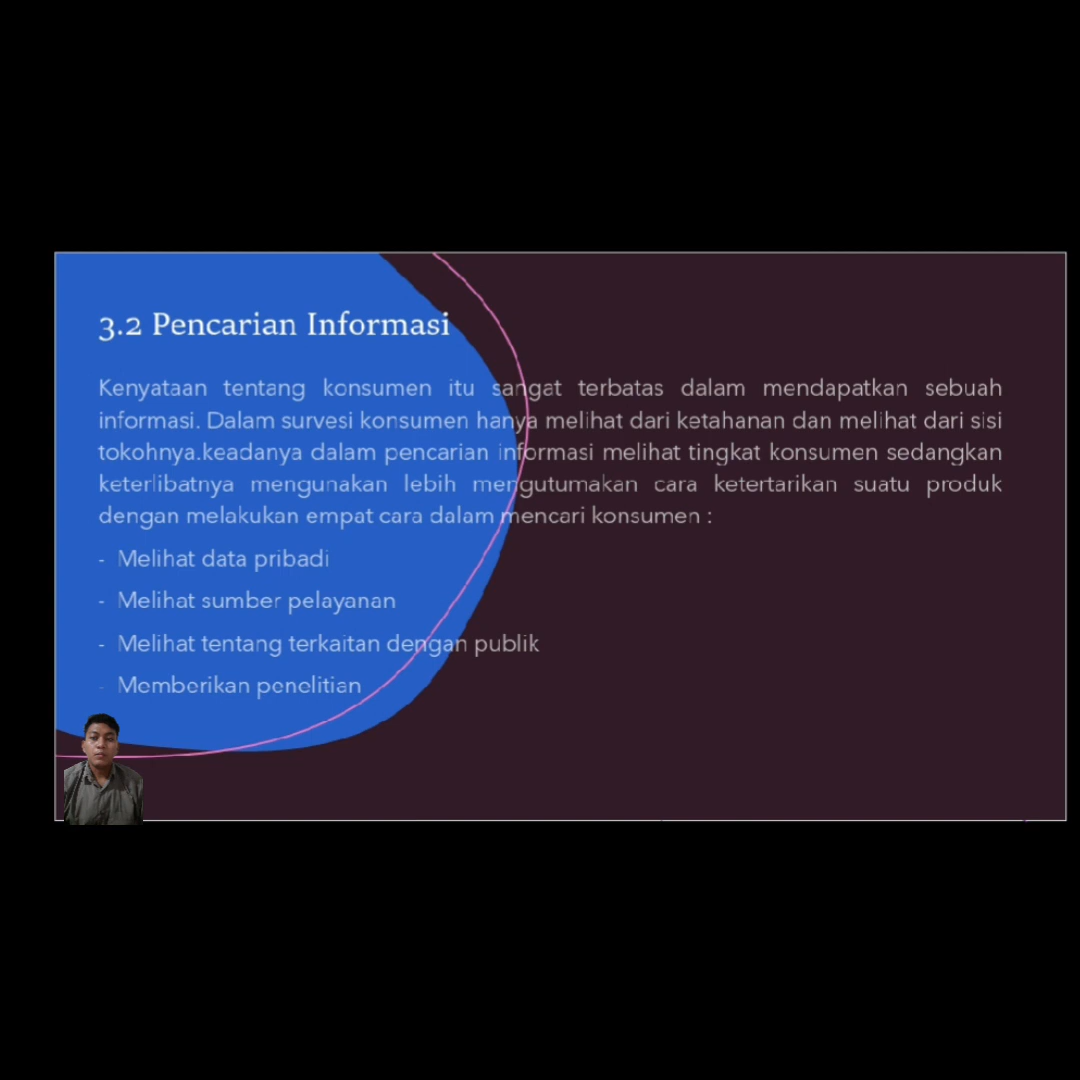 3.2 Pencarian Informasi
Kenyataan tentang konsumen itu sangat terbatas dalam mendapatkan sebuah
informasi. Dalam survesi konsumen hanya melihat dari ketahanan dan melihat dari sisi
tokohnya.keadanya dalam pencarian informasi melihat tingkat konsumen sedangkan
keterlibatnya mengunakan lebih mengutumakan cara ketertarikan suatu produk
dengan melakukan empat cara dalam mencari konsumen :
- Melihat data pribadi
- Melihat sumber pelayanan
- Melihat tentang terkaitan dengan publik
- Memberikan penelitian